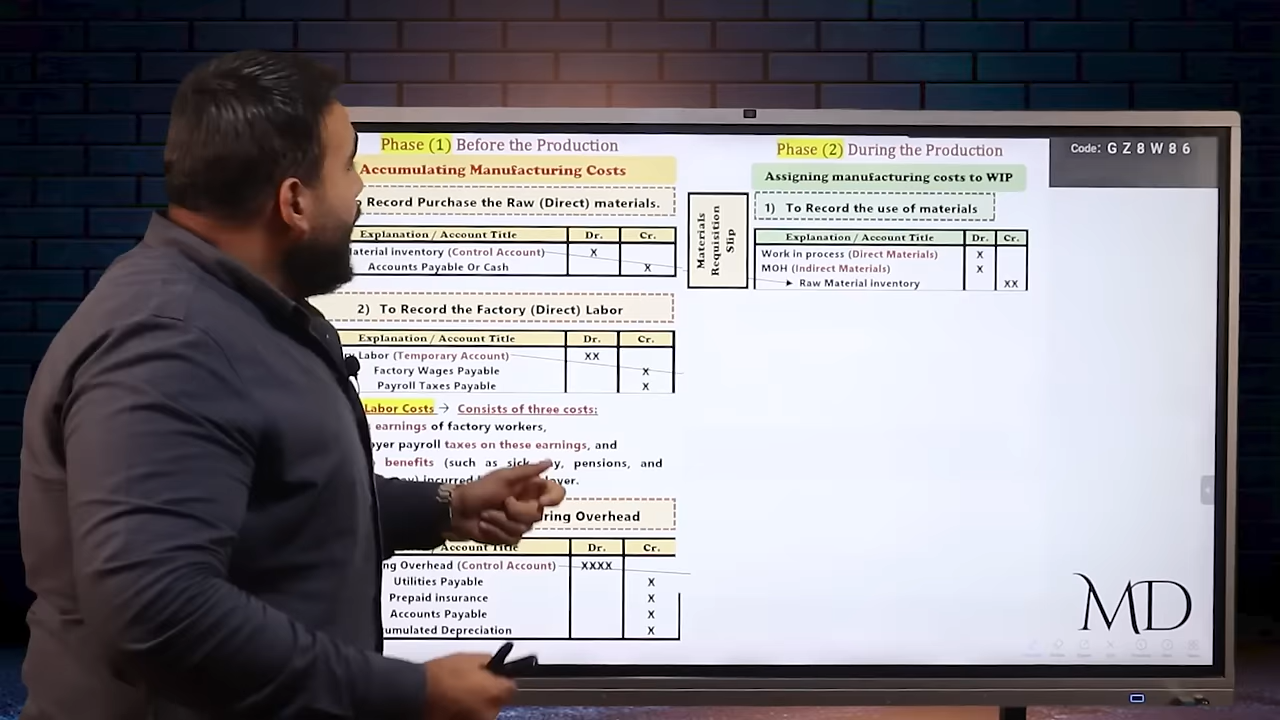 Phase (1) Before the Production
Accumulating Manufacturing Costs
Record Purchase the Raw (Direct) materials.
Explanation / Account Title Dr. Cr.
Material inventory (Control Account) X
Accounts Payable Or Cash X
2) To Record the Factory (Direct) Labor
Explanation / Account Title Dr. Cr.
Labor (Temporary Account) XX
Factory Wages Payable X
Payroll Taxes Payable X
Labor Costs → Consists of three costs:
earnings of factory workers,
payroll taxes on these earnings, and
benefits (such as sick pay, pensions, and
incurred
Overhead
Account Title Dr. Cr.
Overhead (Control Account) XXXX
Utilities Payable X
Prepaid insurance X
Accounts Payable X
Depreciation X
Materials
Requisition
Slip
Phase (2) During the Production
Assigning manufacturing costs to WIP
1) To Record the use of materials
Explanation / Account Title Dr. Cr.
Work in process (Direct Materials) X
MOH (Indirect Materials) X
Raw Material inventory XX
Code: G Z 8 W 8 6
MD